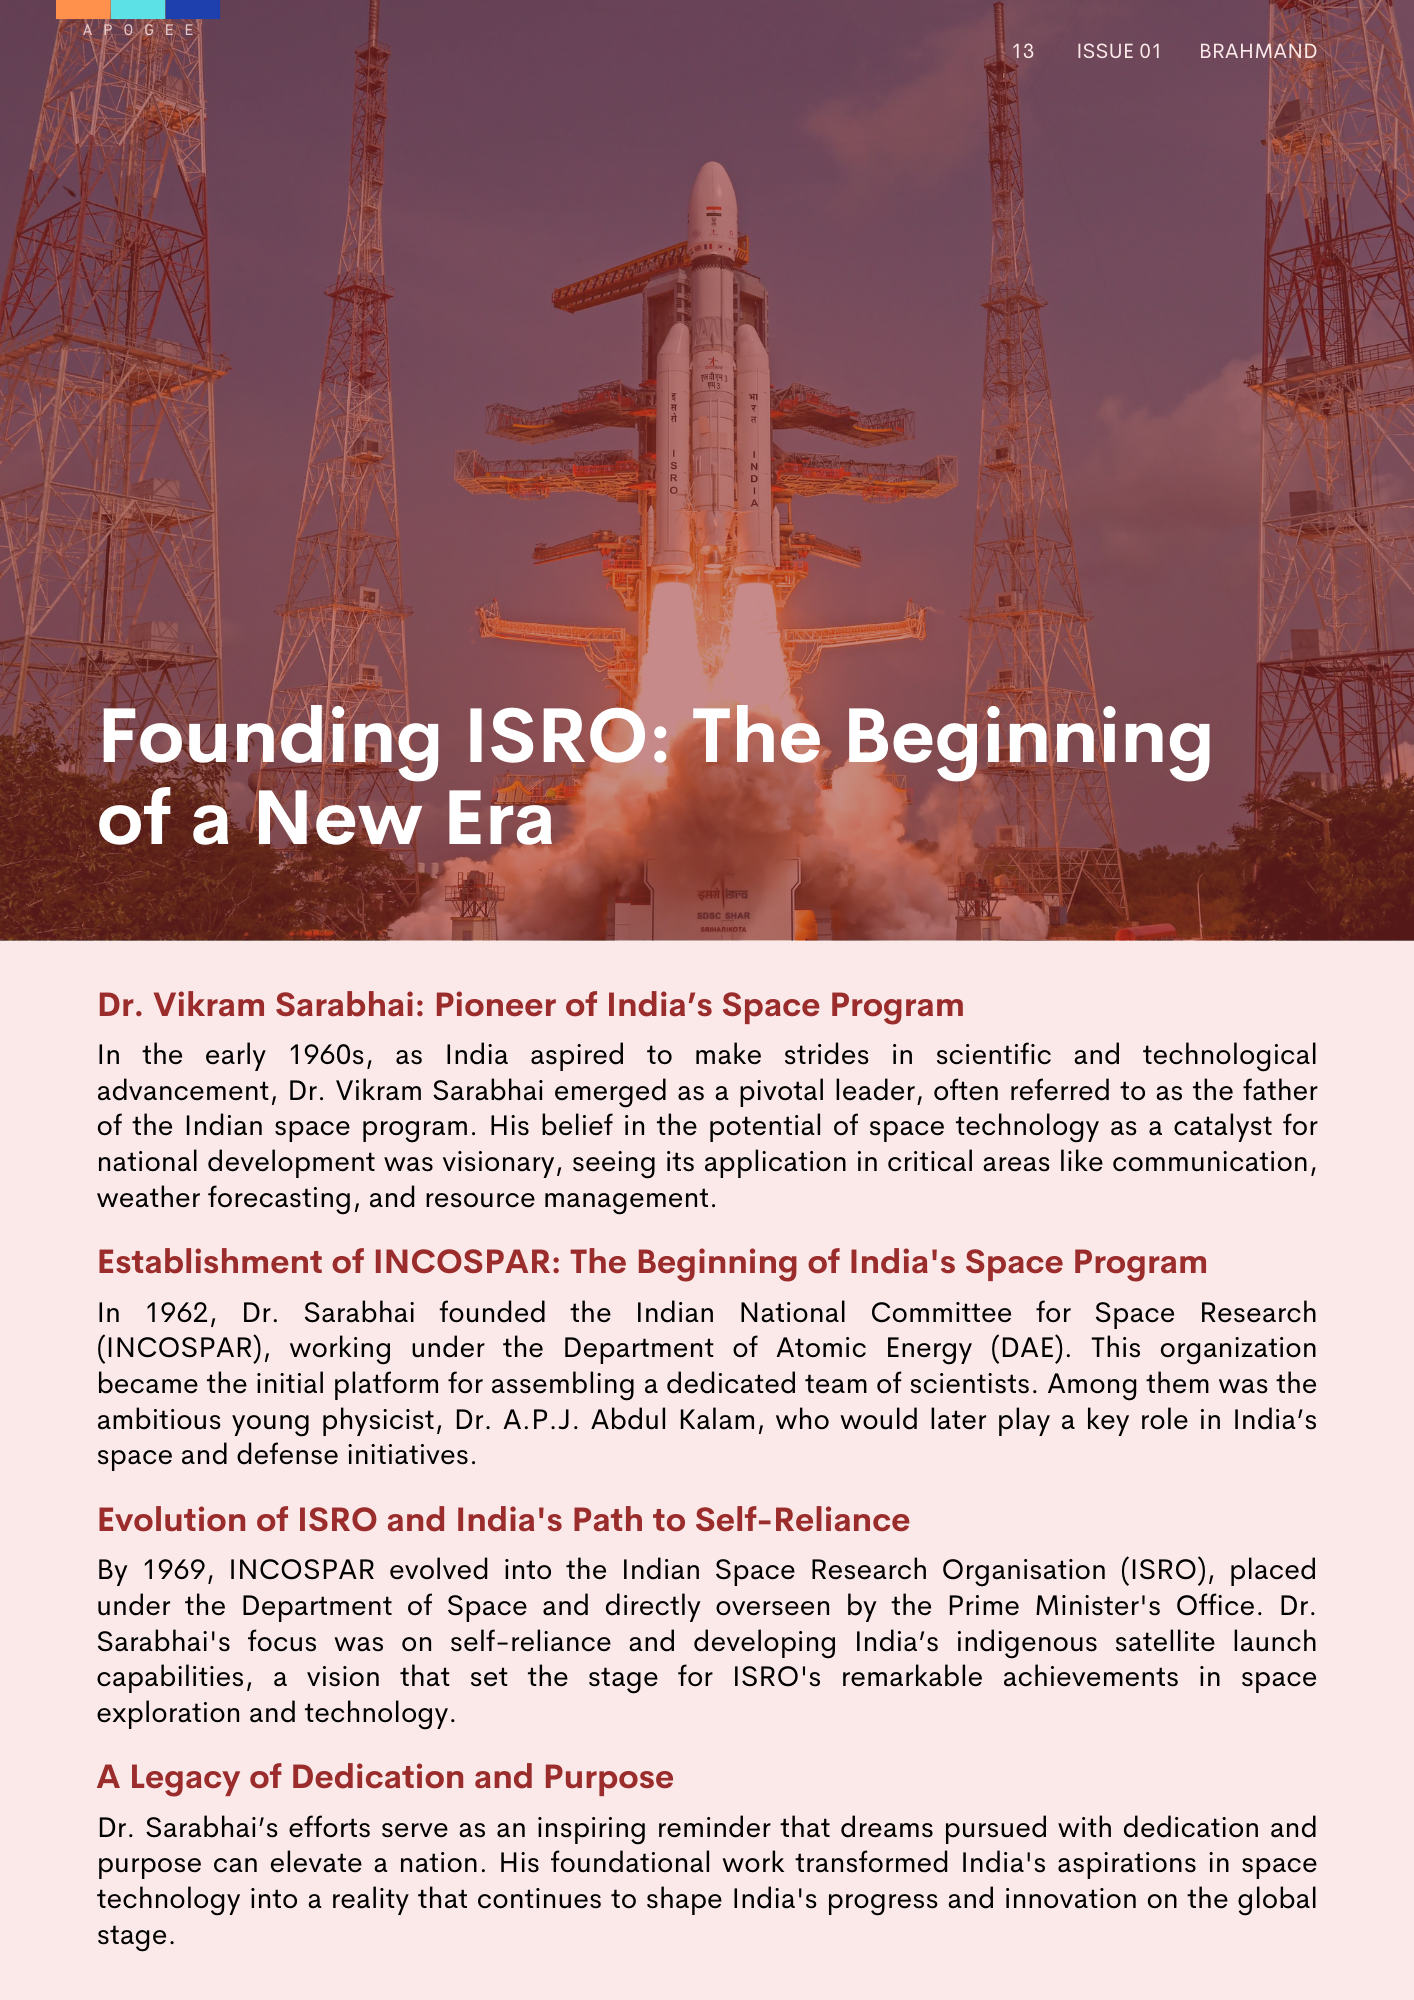 APOGEE
13 ISSUE 01 BRAHMAND
इसरो
ISRO
भारत
INDIA
Founding ISRO: The Beginning
of a New Era
SDSC SHAR
SRIHARIKOTA
Dr. Vikram Sarabhai: Pioneer of India’s Space Program
In the early 1960s, as India aspired to make strides in scientific and technological
advancement, Dr. Vikram Sarabhai emerged as a pivotal leader, often referred to as the father
of the Indian space program. His belief in the potential of space technology as a catalyst for
national development was visionary, seeing its application in critical areas like communication,
weather forecasting, and resource management.
Establishment of INCOSPAR: The Beginning of India's Space Program
In 1962, Dr. Sarabhai founded the Indian National Committee for Space Research
(INCOSPAR), working under the Department of Atomic Energy (DAE). This organization
became the initial platform for assembling a dedicated team of scientists. Among them was the
ambitious young physicist, Dr. A.P.J. Abdul Kalam, who would later play a key role in India’s
space and defense initiatives.
Evolution of ISRO and India's Path to Self-Reliance
By 1969, INCOSPAR evolved into the Indian Space Research Organisation (ISRO), placed
under the Department of Space and directly overseen by the Prime Minister's Office. Dr.
Sarabhai's focus was on self-reliance and developing India’s indigenous satellite launch
capabilities, a vision that set the stage for ISRO's remarkable achievements in space
exploration and technology.
A Legacy of Dedication and Purpose
Dr. Sarabhai’s efforts serve as an inspiring reminder that dreams pursued with dedication and
purpose can elevate a nation. His foundational work transformed India's aspirations in space
technology into a reality that continues to shape India's progress and innovation on the global
stage.